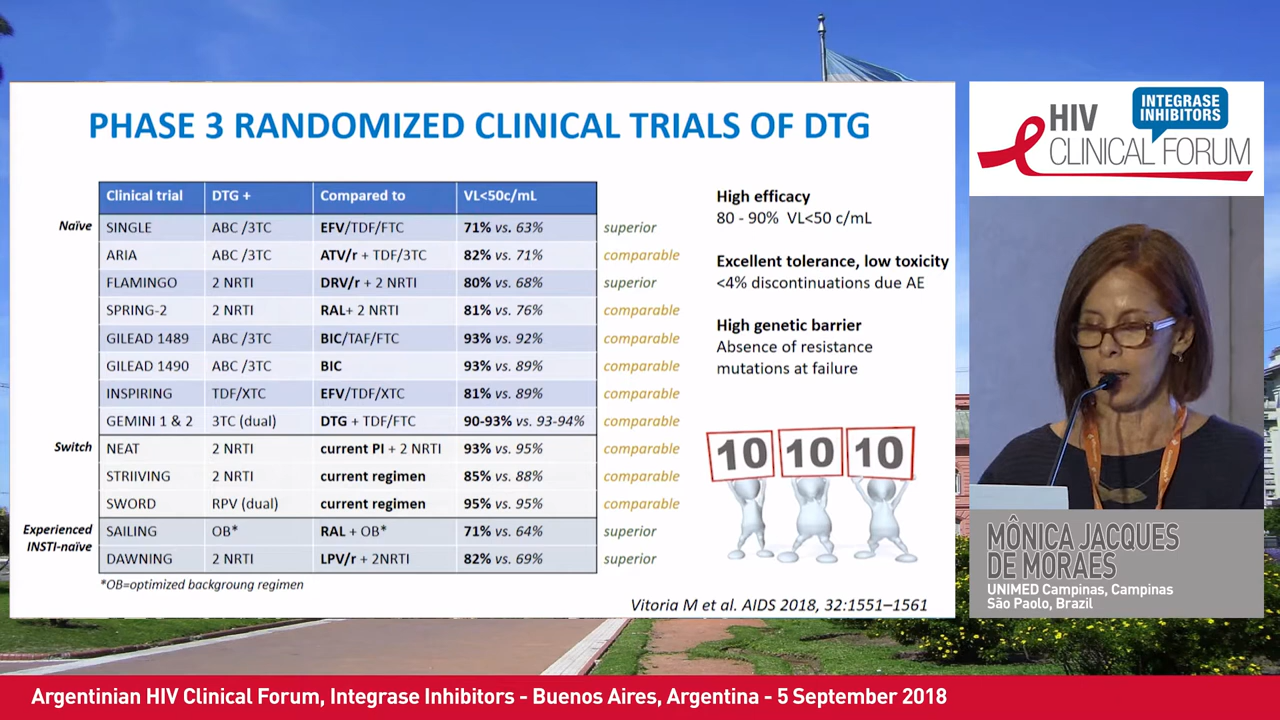 PHASE 3 RANDOMIZED CLINICAL TRIALS OF DTG
Clinical trial DTG + Compared to VL<50c/mL
Naïve SINGLE ABC /3TC EFV/TDF/FTC 71% vs. 63% superior
ARIA ABC /3TC ATV/r + TDF/3TC 82% vs. 71% comparable
FLAMINGO 2 NRTI DRV/r + 2 NRTI 80% vs. 68% superior
SPRING-2 2 NRTI RAL+ 2 NRTI 81% vs. 76% comparable
GILEAD 1489 ABC /3TC BIC/TAF/FTC 93% vs. 92% comparable
GILEAD 1490 ABC /3TC BIC 93% vs. 89% comparable
INSPIRING TDF/XTC EFV/TDF/XTC 81% vs. 89% comparable
GEMINI 1 & 2 3TC (dual) DTG + TDF/FTC 90-93% vs. 93-94% comparable
Switch NEAT 2 NRTI current PI + 2 NRTI 93% vs. 95% comparable
STRIIVING 2 NRTI current regimen 85% vs. 88% comparable
SWORD RPV (dual) current regimen 95% vs. 95% comparable
Experienced
INSTI-naïve
SAILING OB* RAL + OB* 71% vs. 64% superior
DAWNING 2 NRTI LPV/r + 2NRTI 82% vs. 69% superior
*OB=optimized backgroung regimen
High efficacy
80 - 90% VL<50 c/mL
Excellent tolerance, low toxicity
<4% discontinuations due AE
High genetic barrier
Absence of resistance
mutations at failure
10 10 10
Vitoria M et al. AIDS 2018, 32:1551–1561
HIV
CLINICAL FORUM
INTEGRASE
INHIBITORS
MÔNICA JACQUES
DE MORAES
UNIMED Campinas, Campinas
São Paolo, Brazil
Argentinian HIV Clinical Forum, Integrase Inhibitors - Buenos Aires, Argentina - 5 September 2018